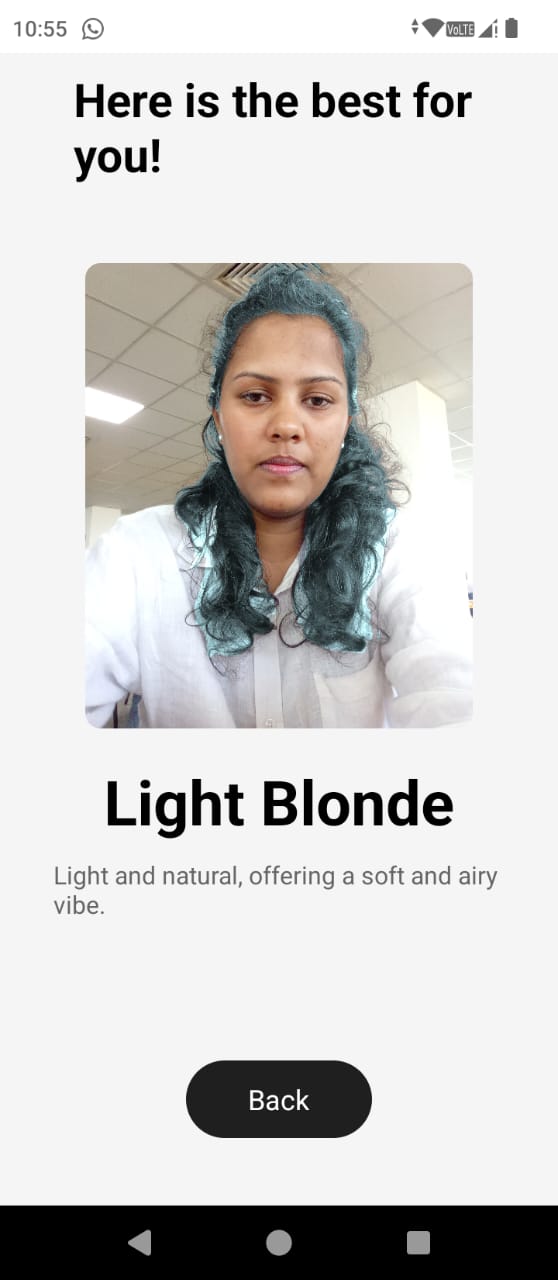 10:55
VoLTE
Here is the best for
you!
Light Blonde
Light and natural, offering a soft and airy
vibe.
Back